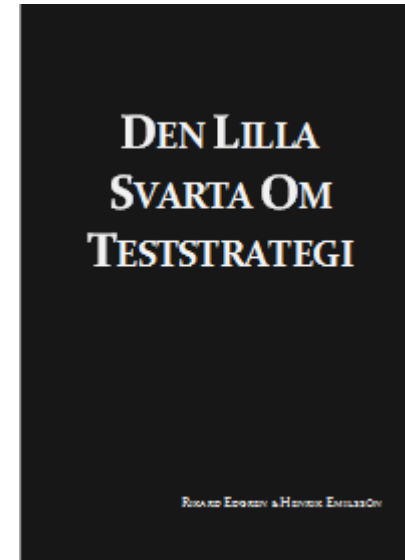 DEN LILLA
SVARTA OM
TESTSTRATEGI
RIKARD EDGREN & HENRIK EMILSSON